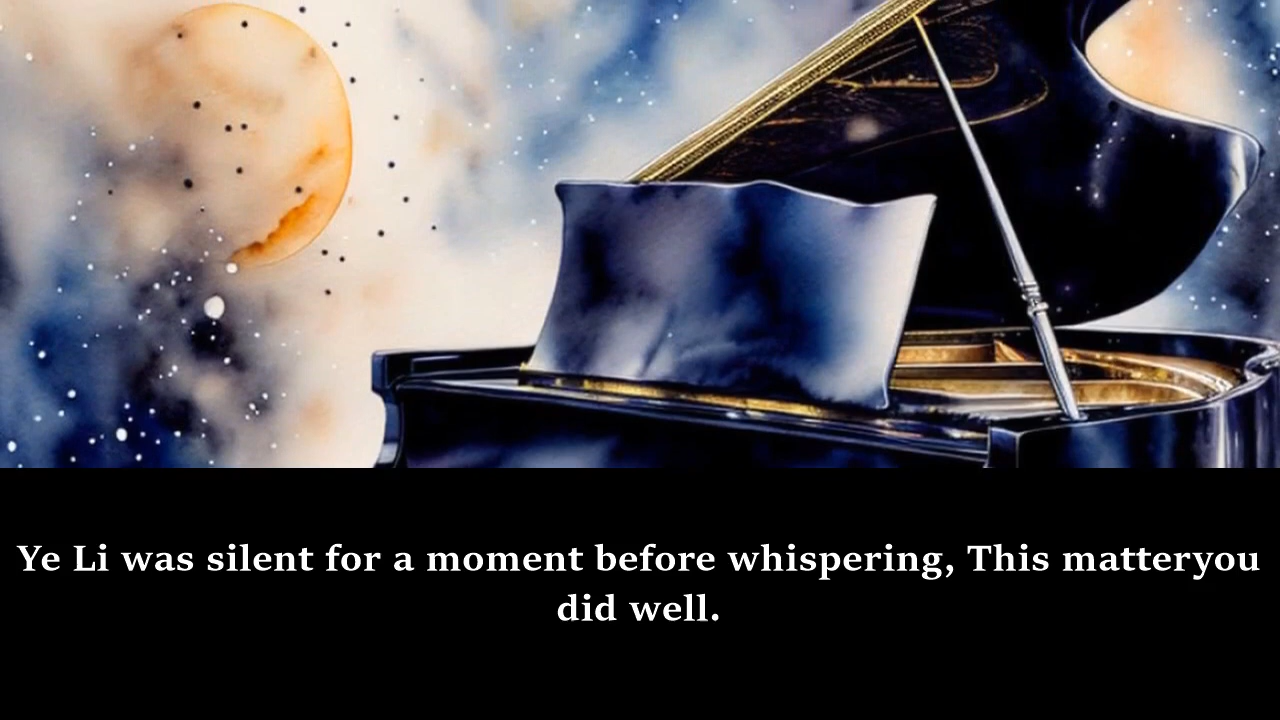 Ye Li was silent for a moment before whispering, This matteryou
did well.